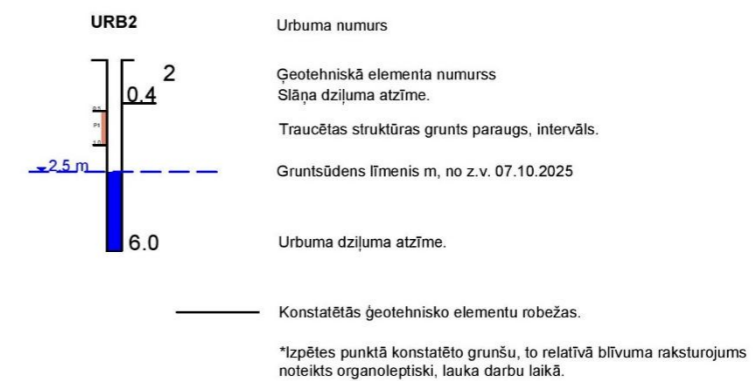 URB2
Urbuma numurs
2
Ģeotehniskā elementa numurss
0.4
Slāņa dziļuma atzīme.
Traucētas struktūras grunts paraugs, intervāls.
2.5 m
Gruntsūdens līmenis m, no z.v. 07.10.2025
6.0
Urbuma dziļuma atzīme.
Konstatētās ģeotehnisko elementu robežas.
*Izpētes punktā konstatēto grunšu, to relatīvā blīvuma raksturojums
noteikts organoleptiski, lauka darbu laikā.